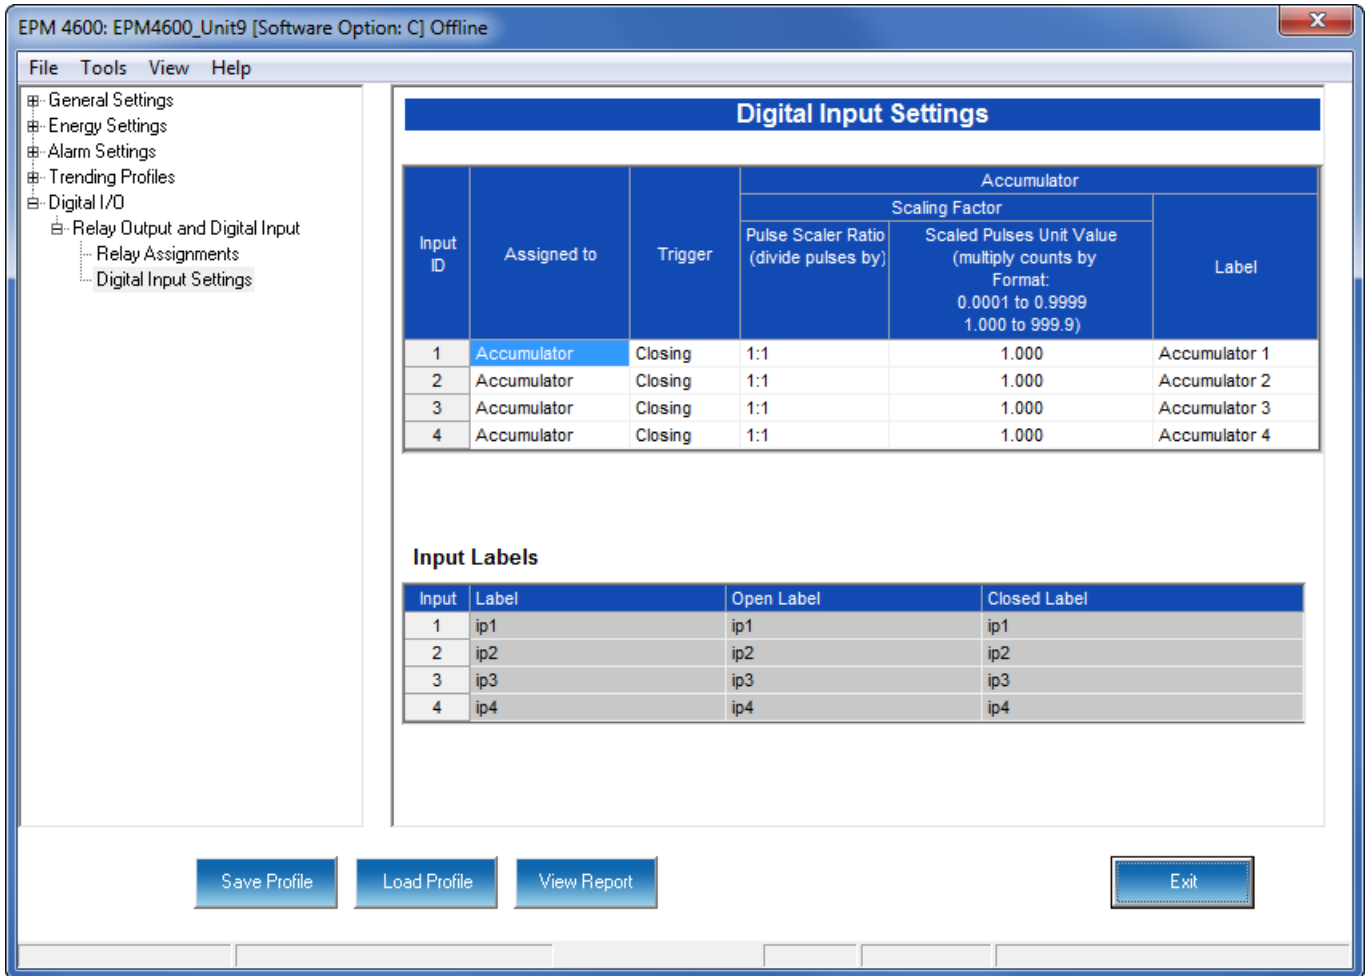 EPM 4600: EPM4600_Unit9 [Software Option: C] Offline
File Tools View Help
General Settings
Energy Settings
Alarm Settings
Trending Profiles
Digital I/O
Relay Output and Digital Input
Relay Assignments
Digital Input Settings
Digital Input Settings
Accumulator
Scaling Factor
Input ID
Assigned to
Trigger
Pulse Scaler Ratio
(divide pulses by)
Scaled Pulses Unit Value
(multiply counts by
Format:
0.0001 to 0.9999
1.000 to 999.9)
Label
1 Accumulator Closing 1:1 1.000 Accumulator 1
2 Accumulator Closing 1:1 1.000 Accumulator 2
3 Accumulator Closing 1:1 1.000 Accumulator 3
4 Accumulator Closing 1:1 1.000 Accumulator 4
Input Labels
Input Label Open Label Closed Label
1 ip1 ip1 ip1
2 ip2 ip2 ip2
3 ip3 ip3 ip3
4 ip4 ip4 ip4
Save Profile Load Profile View Report Exit